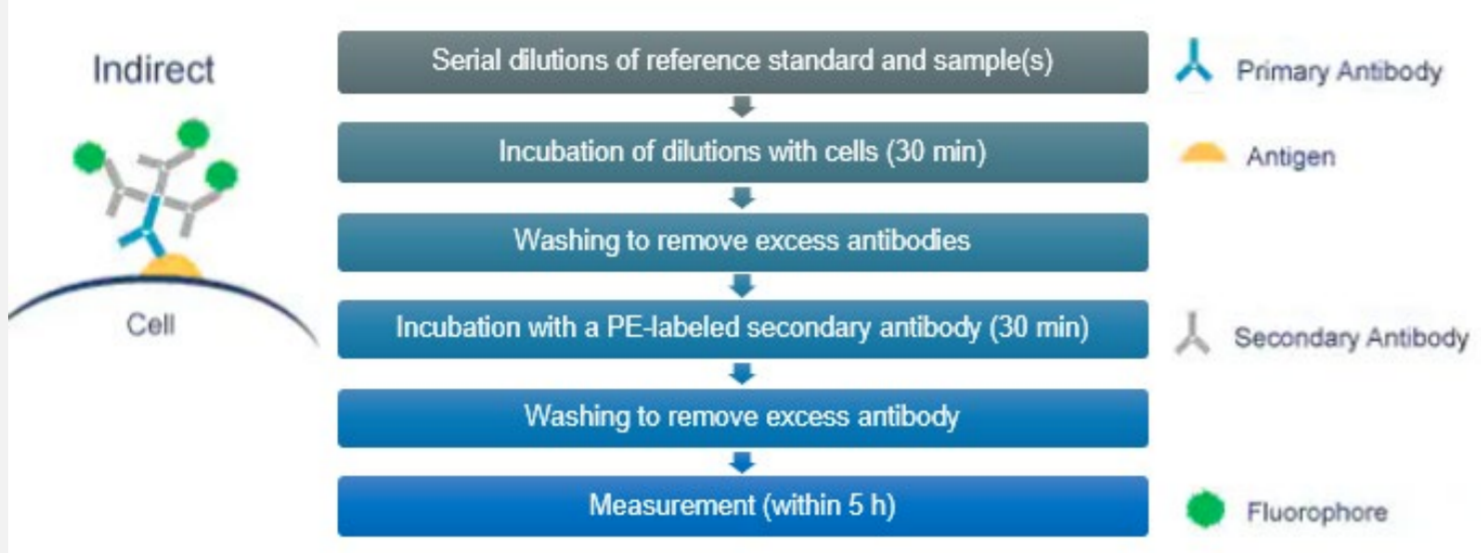 Indirect
Cell
Serial dilutions of reference standard and sample(s)
Incubation of dilutions with cells (30 min)
Washing to remove excess antibodies
Incubation with a PE-labeled secondary antibody (30 min)
Washing to remove excess antibody
Measurement (within 5 h)
Primary Antibody
Antigen
Secondary Antibody
Fluorophore